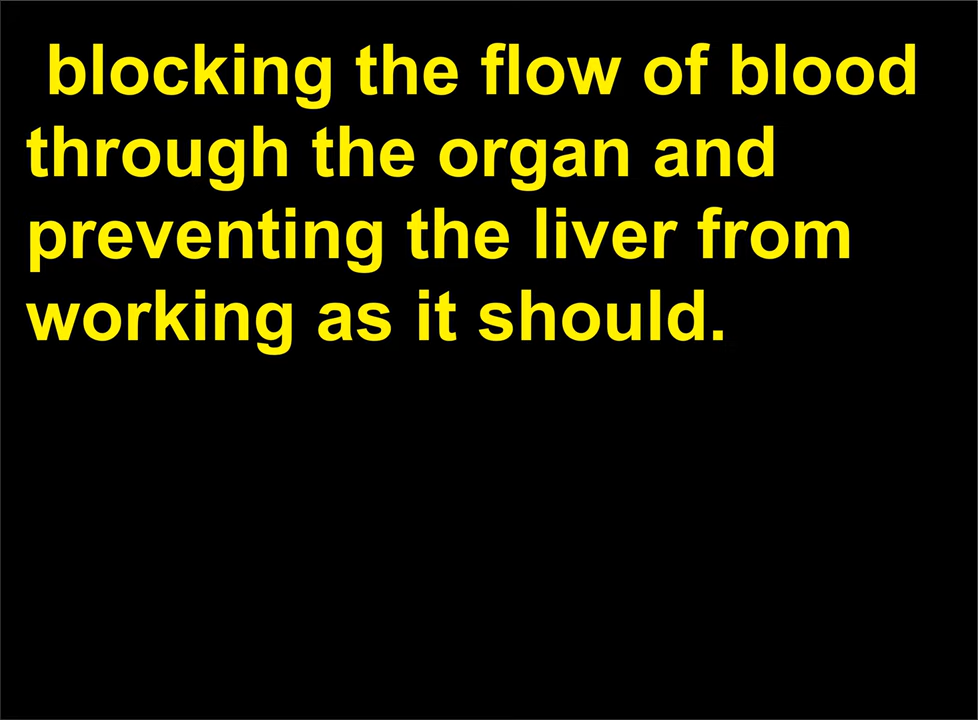 blocking the flow of blood
through the organ and
preventing the liver from
working as it should.